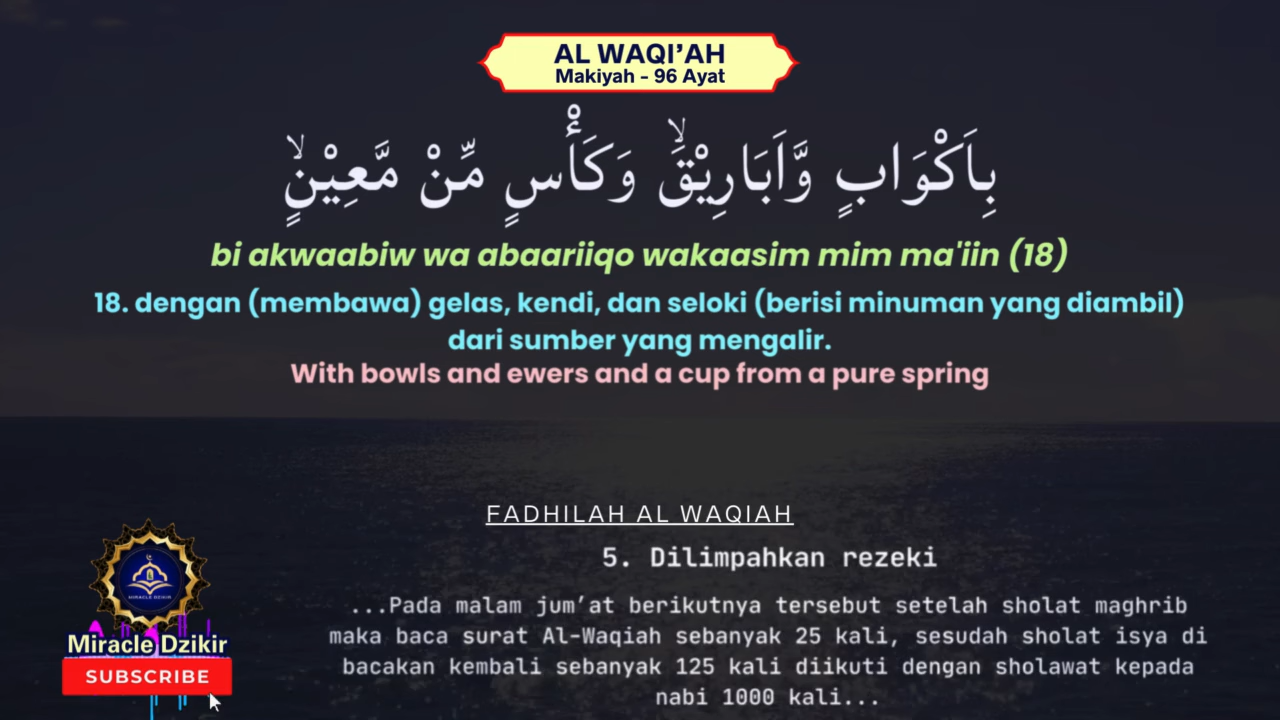 AL WAQI’AH
Makiyah - 96 Ayat
بِاَكْوَابٍ وَّاَبَارِيْقَۙ وَكَأْسٍ مِّنْ مَّعِيْنٍۙ
bi akwaabiw wa abaariiqo wakaasim mim ma'iin (18)
18. dengan (membawa) gelas, kendi, dan seloki (berisi minuman yang diambil)
dari sumber yang mengalir.
With bowls and ewers and a cup from a pure spring
FADHILAH AL WAQIAH
5. Dilimpahkan rezeki
...Pada malam jum’at berikutnya tersebut setelah sholat maghrib
maka baca surat Al-Waqiah sebanyak 25 kali, sesudah sholat isya di
bacakan kembali sebanyak 125 kali diikuti dengan sholawat kepada
nabi 1000 kali...
MIRACLE DZIKIR
Miracle Dzikir
SUBSCRIBE